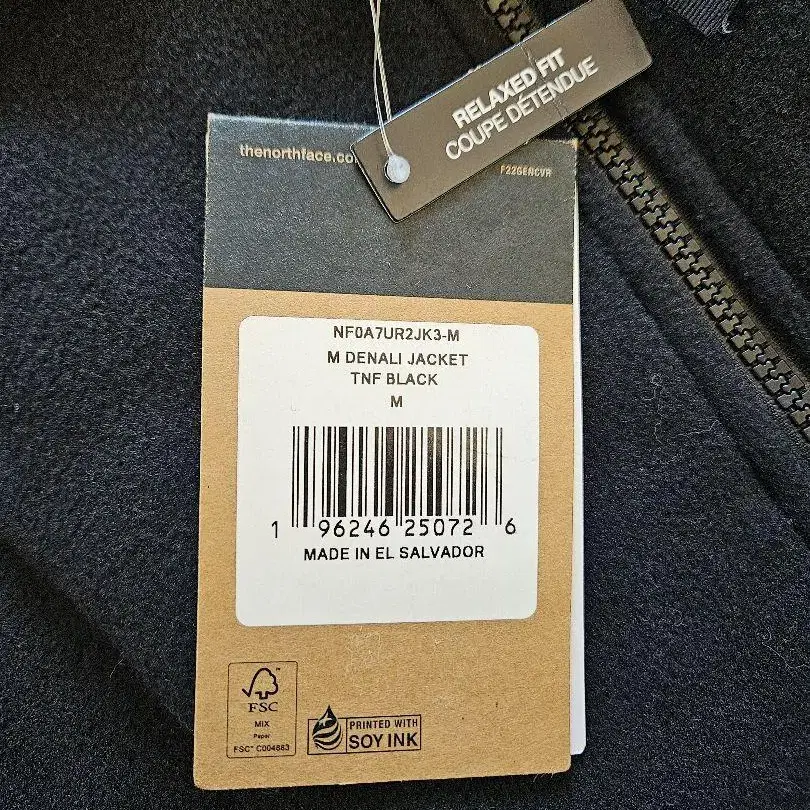 RELAXED FIT
COUPE DÉTENDUE
thenorthface.co
F22GENCVR
NF0A7UR2JK3-M
M DENALI JACKET
TNF BLACK
M
1 96246 25072 6
MADE IN EL SALVADOR
FSC
MIX
Paper
FSC® C004683
PRINTED WITH
SOY INK